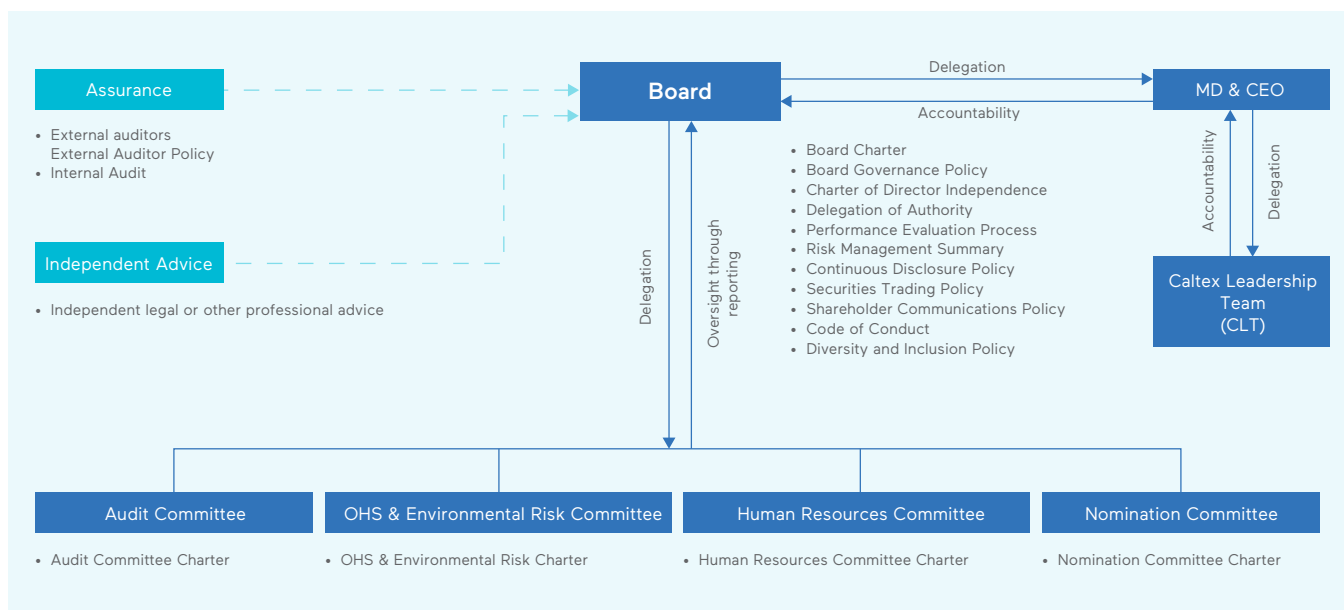 Assurance
• External auditors
External Auditor Policy
• Internal Audit
Independent Advice
• Independent legal or other professional advice
Board
Delegation
Accountability
MD & CEO
• Board Charter
• Board Governance Policy
• Charter of Director Independence
• Delegation of Authority
• Performance Evaluation Process
• Risk Management Summary
• Continuous Disclosure Policy
• Securities Trading Policy
• Shareholder Communications Policy
• Code of Conduct
• Diversity and Inclusion Policy
Accountability
Delegation
Caltex Leadership
Team
(CLT)
Delegation
Oversight through
reporting
Audit Committee
• Audit Committee Charter
OHS & Environmental Risk Committee
• OHS & Environmental Risk Charter
Human Resources Committee
• Human Resources Committee Charter
Nomination Committee
• Nomination Committee Charter